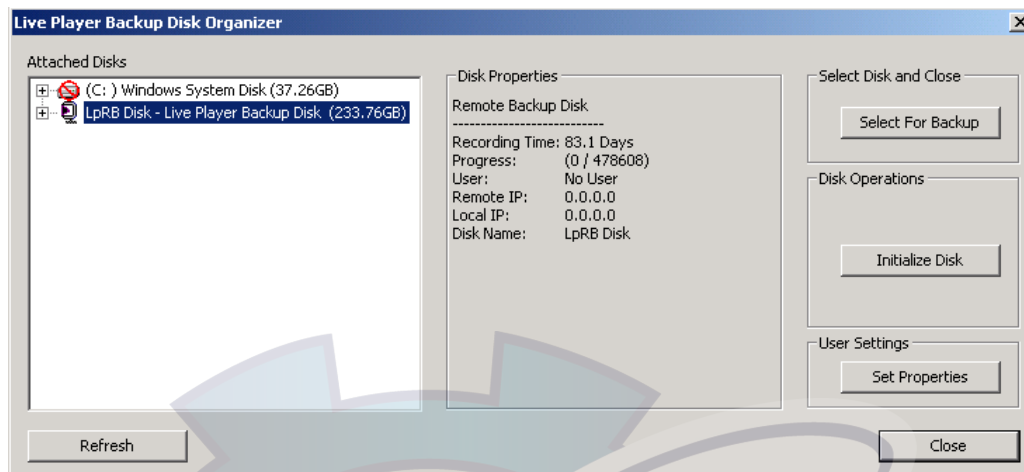 Live Player Backup Disk Organizer
Attached Disks
(C: ) Windows System Disk (37.26GB)
LpRB Disk - Live Player Backup Disk (233.76GB)
Refresh
Disk Properties
Remote Backup Disk
----------------------------
Recording Time: 83.1 Days
Progress: (0 / 478608)
User: No User
Remote IP: 0.0.0.0
Local IP: 0.0.0.0
Disk Name: LpRB Disk
Select Disk and Close
Select For Backup
Disk Operations
Initialize Disk
User Settings
Set Properties
Close